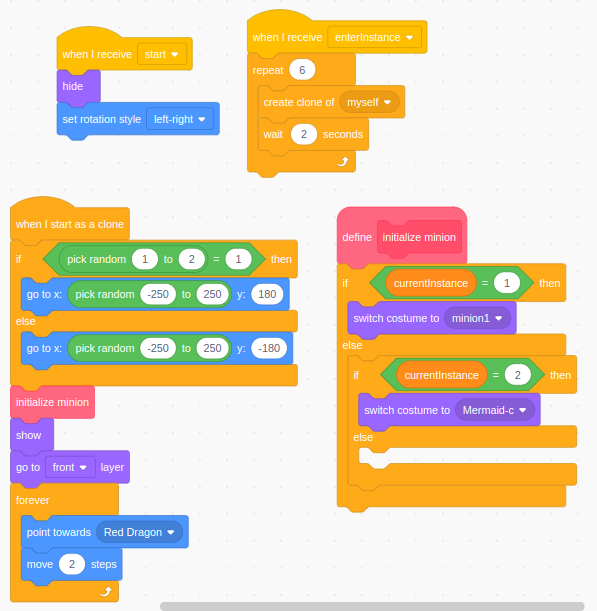 when I receive start
hide
set rotation style left-right
when I receive enterInstance
repeat 6
create clone of myself
wait 2 seconds
when I start as a clone
if pick random 1 to 2 = 1 then
go to x: pick random -250 to 250 y: 180
else
go to x: pick random -250 to 250 y: -180
initialize minion
show
go to front layer
forever
point towards Red Dragon
move 2 steps
define initialize minion
if currentInstance = 1 then
switch costume to minion1
else
if currentInstance = 2 then
switch costume to Mermaid-c
else